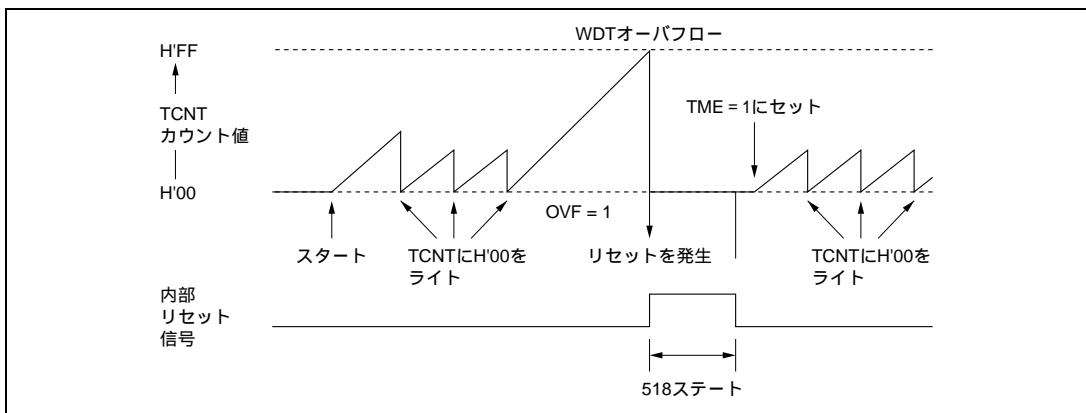 WDTオーバフロー
H'FF
TCNT
カウント値
H'00
TME = 1にセット
OVF = 1
スタート
TCNTにH'00を
ライト
リセットを発生
TCNTにH'00を
ライト
内部
リセット
信号
518ステート